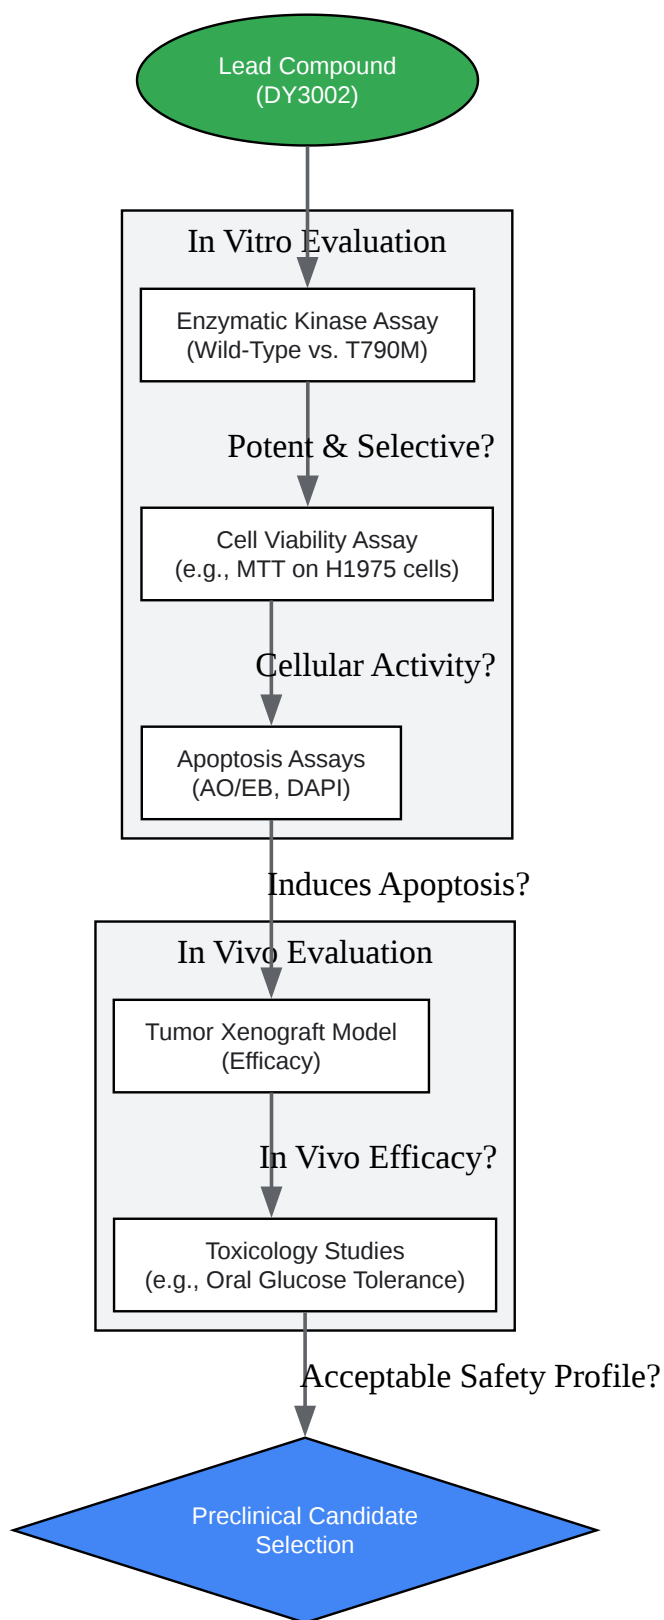 Lead Compound
(DY3002)
In Vitro Evaluation
Enzymatic Kinase Assay
(Wild-Type vs. T790M)
Potent & Selective?
Cell Viability Assay
(e.g., MTT on H1975 cells)
Cellular Activity?
Apoptosis Assays
(AO/EB, DAPI)
Induces Apoptosis?
In Vivo Evaluation
Tumor Xenograft Model
(Efficacy)
In Vivo Efficacy?
Toxicology Studies
(e.g., Oral Glucose Tolerance)
Acceptable Safety Profile?
Preclinical Candidate
Selection